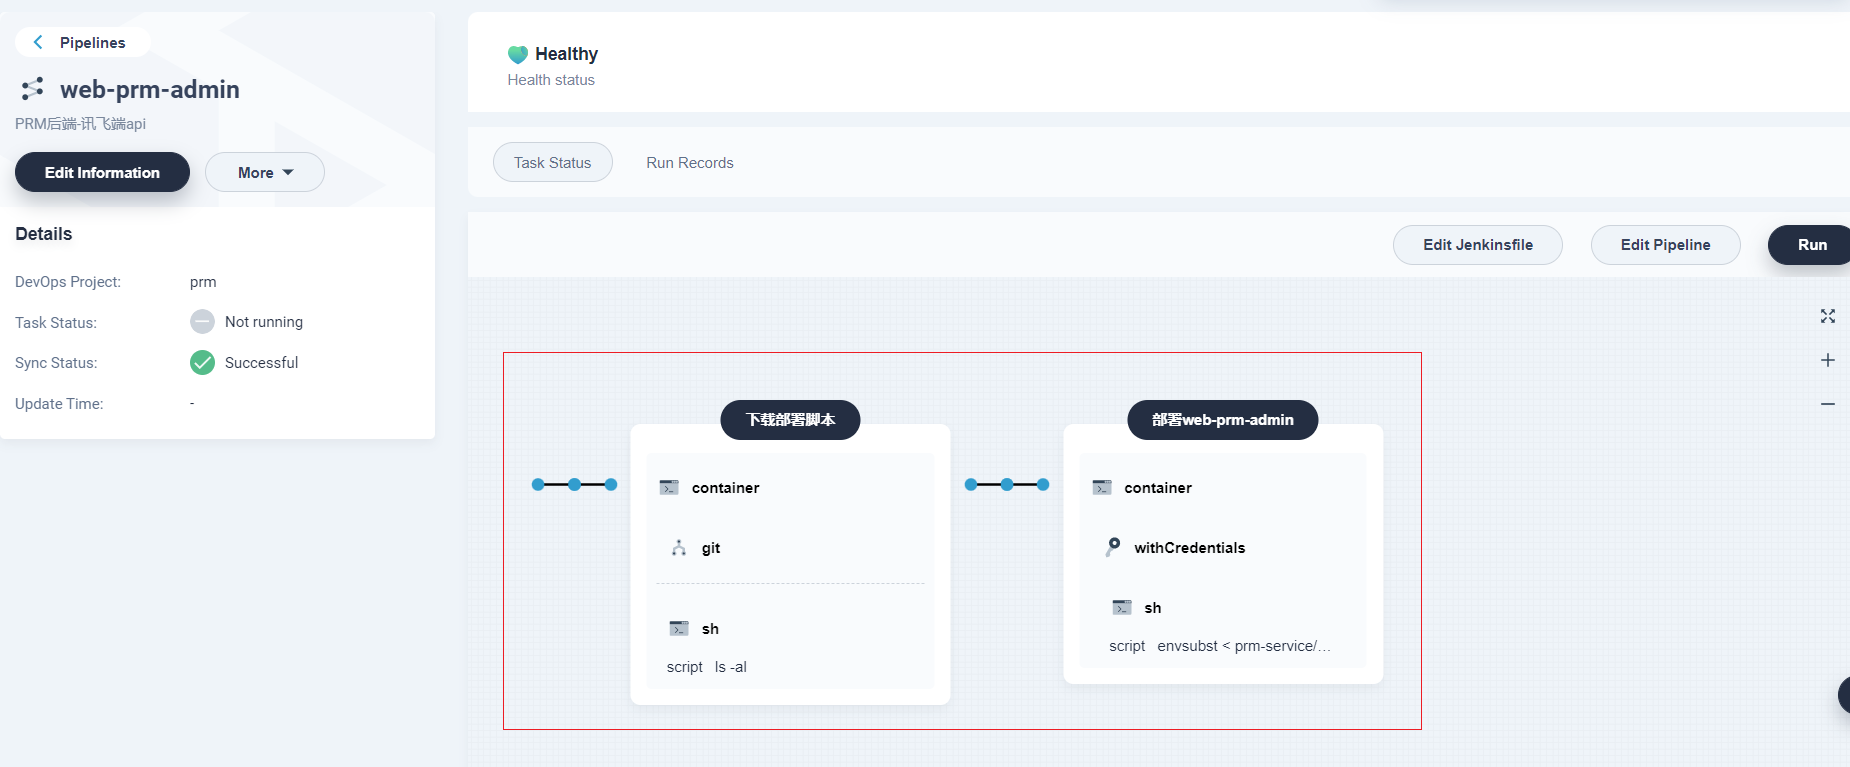 Pipelines
web-prm-admin
PRM后端-讯飞端api
Edit Information
More
Details
DevOps Project:
prm
Task Status:
Not running
Sync Status:
Successful
Update Time:
-
Healthy
Health status
Task Status
Run Records
Edit Jenkinsfile
Edit Pipeline
Run
下载部署脚本
container
git
sh
script ls -al
部署web-prm-admin
container
withCredentials
sh
script envsubst < prm-service/...